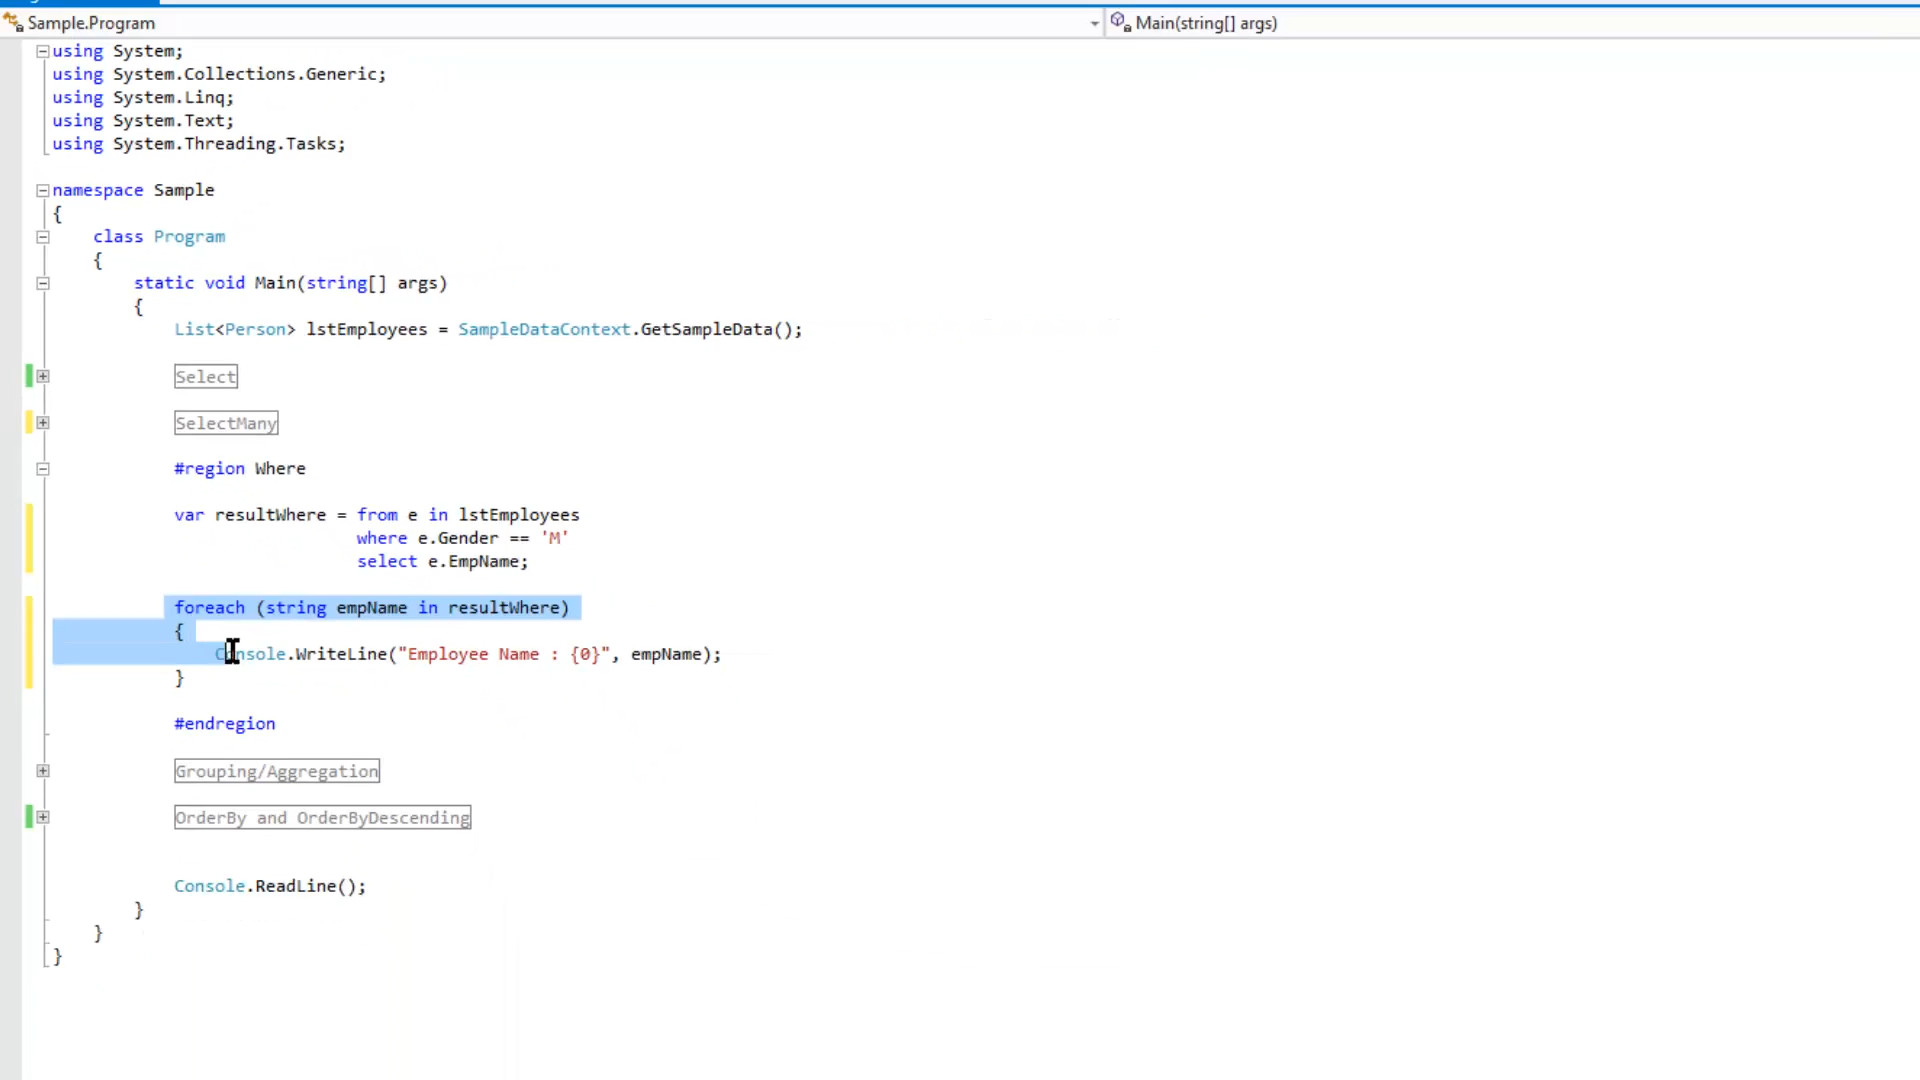 Sample.Program
Main(string[] args)
using System;
using System.Collections.Generic;
using System.Linq;
using System.Text;
using System.Threading.Tasks;
namespace Sample
{
class Program
{
static void Main(string[] args)
{
List<Person> lstEmployees = SampleDataContext.GetSampleData();
Select
SelectMany
#region Where
var resultWhere = from e in lstEmployees
where e.Gender == 'M'
select e.EmpName;
foreach (string empName in resultWhere)
{
Console.WriteLine("Employee Name : {0}", empName);
}
#endregion
Grouping/Aggregation
OrderBy and OrderByDescending
Console.ReadLine();
}
}
}